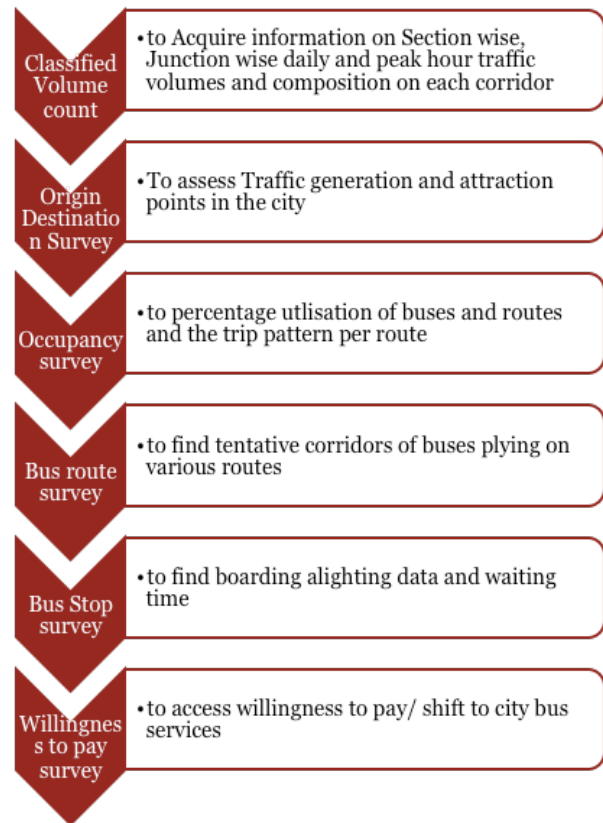 Classified
Volume
count
•to Acquire information on Section wise,
Junction wise daily and peak hour traffic
volumes and composition on each corridor
Origin
Destinatio
n Survey
•To assess Traffic generation and attraction
points in the city
Occupancy
survey
•to percentage utlisation of buses and routes
and the trip pattern per route
Bus route
survey
•to find tentative corridors of buses plying on
various routes
Bus Stop
survey
•to find boarding alighting data and waiting
time
Willingnes
s to pay
survey
•to access willingness to pay/ shift to city bus
services